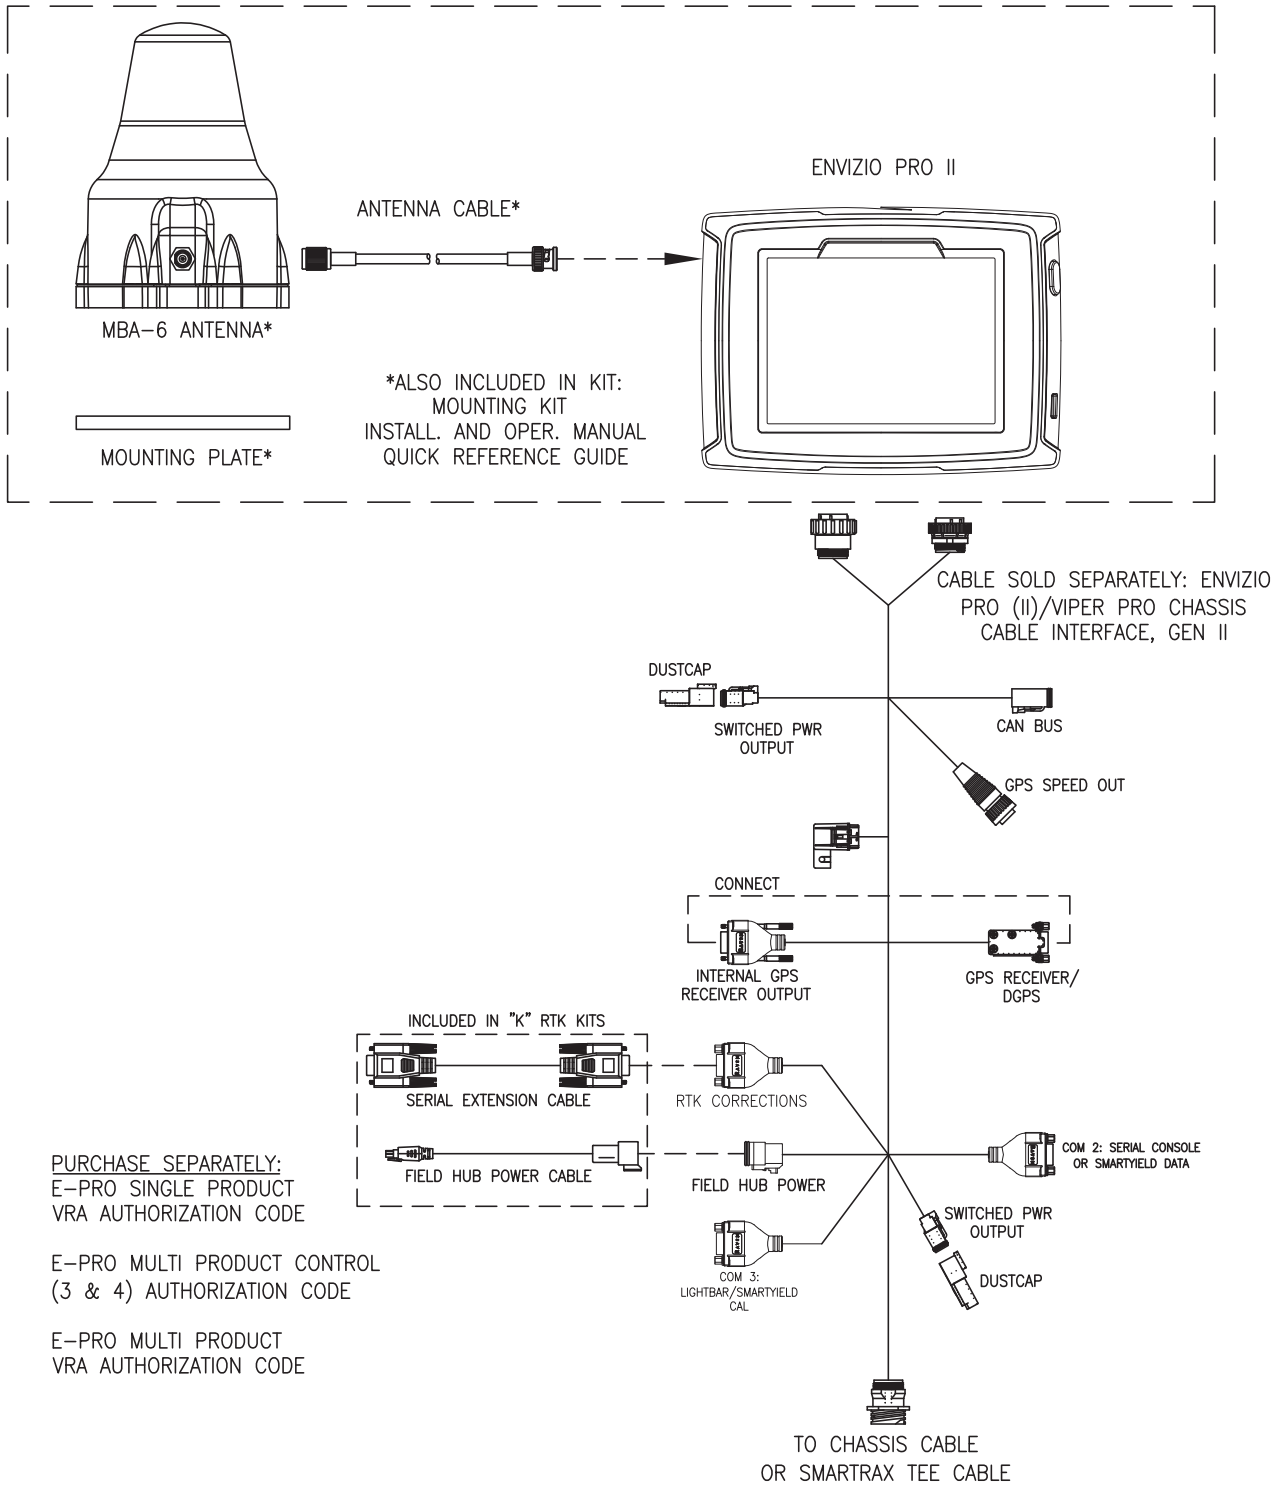 ENVIZIO PRO II
ANTENNA CABLE*
MBA-6 ANTENNA*
*ALSO INCLUDED IN KIT:
MOUNTING KIT
INSTALL. AND OPER. MANUAL
QUICK REFERENCE GUIDE
MOUNTING PLATE*
CABLE SOLD SEPARATELY: ENVIZIO
PRO (II)/VIPER PRO CHASSIS
CABLE INTERFACE, GEN II
DUSTCAP
SWITCHED PWR
OUTPUT
CAN BUS
GPS SPEED OUT
CONNECT
INTERNAL GPS
RECEIVER OUTPUT
GPS RECEIVER/
DGPS
INCLUDED IN "K" RTK KITS
SERIAL EXTENSION CABLE
RTK CORRECTIONS
FIELD HUB POWER CABLE
FIELD HUB POWER
COM 2: SERIAL CONSOLE
OR SMARTYIELD DATA
PURCHASE SEPARATELY:
E-PRO SINGLE PRODUCT
VRA AUTHORIZATION CODE
E-PRO MULTI PRODUCT CONTROL
(3 & 4) AUTHORIZATION CODE
E-PRO MULTI PRODUCT
VRA AUTHORIZATION CODE
SWITCHED PWR
OUTPUT
DUSTCAP
COM 3:
LIGHTBAR/SMARTYIELD
CAL
TO CHASSIS CABLE
OR SMARTRAX TEE CABLE